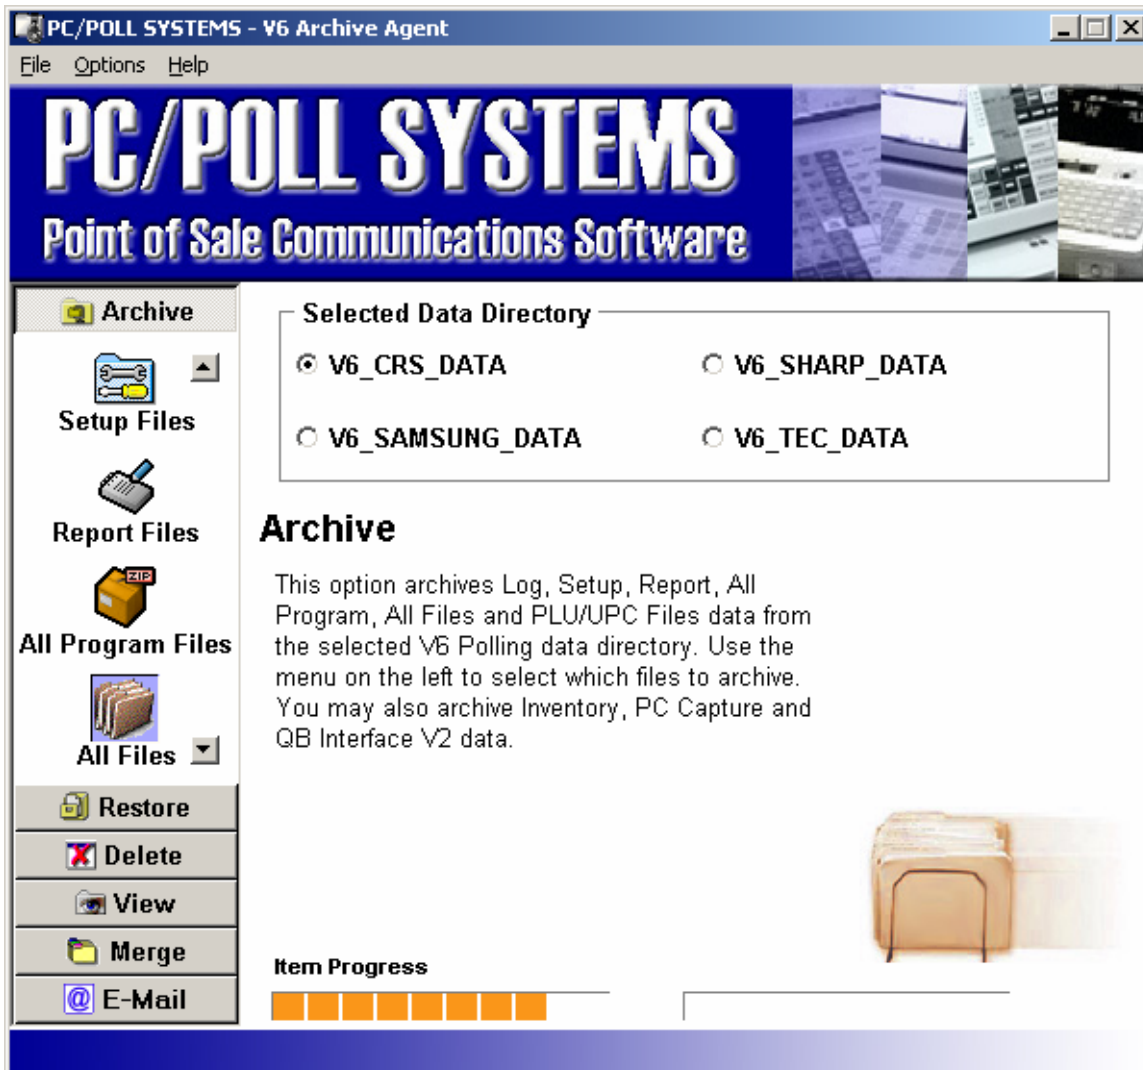 PC/POLL SYSTEMS - V6 Archive Agent
File Options Help
PC/POLL SYSTEMS
Point of Sale Communications Software
Archive
Setup Files
Report Files
ZIP
All Program Files
All Files
Restore
Delete
View
Merge
@ E-Mail
Selected Data Directory
V6_CRS_DATA V6_SHARP_DATA
V6_SAMSUNG_DATA V6_TEC_DATA
Archive
This option archives Log, Setup, Report, All
Program, All Files and PLU/UPC Files data from
the selected V6 Polling data directory. Use the
menu on the left to select which files to archive.
You may also archive Inventory, PC Capture and
QB Interface V2 data.
Item Progress